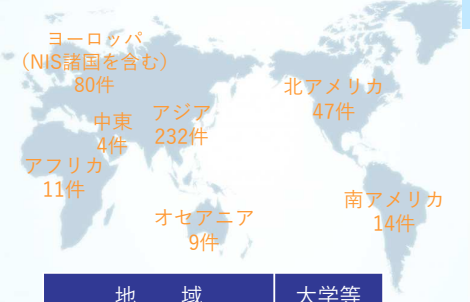 ヨーロッパ
（NIS諸国を含む）
80件
中東
4件
アジア
232件
アフリカ
11件
オセアニア
9件
北アメリカ
47件
南アメリカ
14件
地　域　大学等